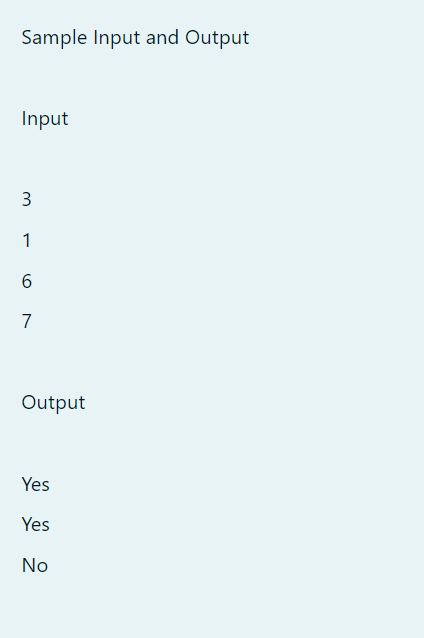 Sample Input and Output
Input
3
1
6
7
Output
Yes
Yes
No